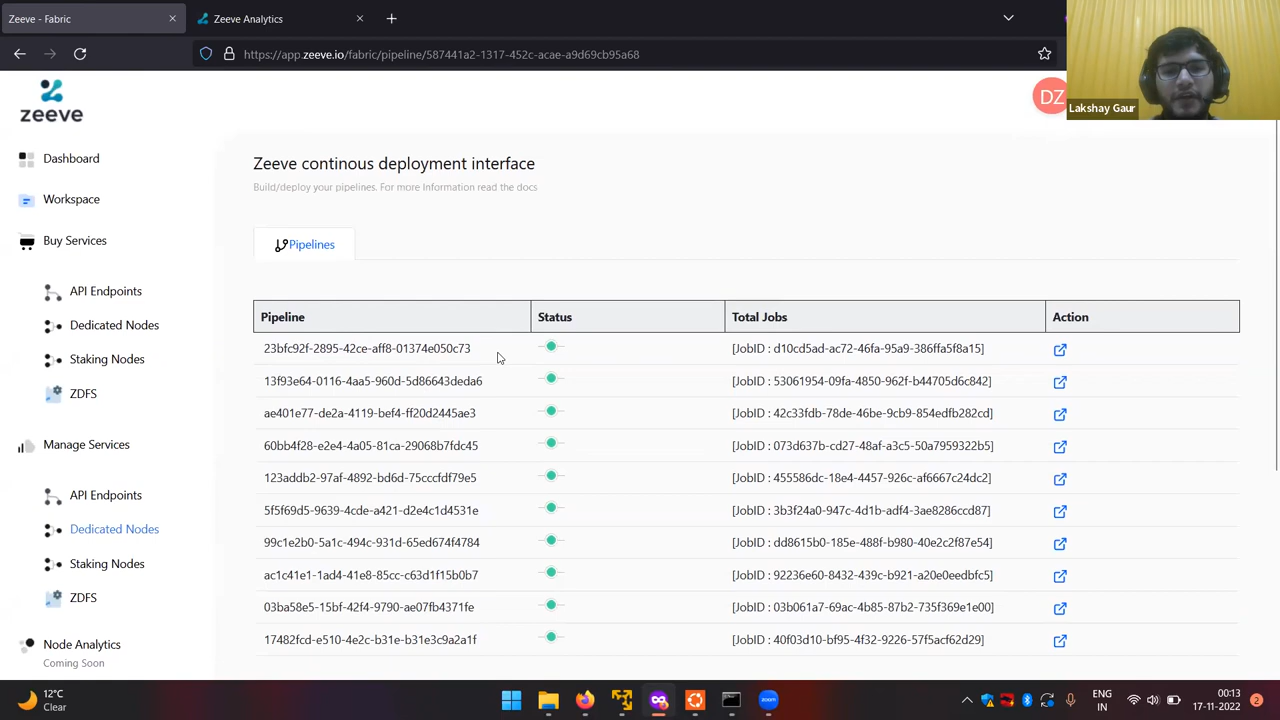 Zeeve - Fabric
Zeeve Analytics
https://app.zeeve.io/fabric/pipeline/587441a2-1317-452c-acae-a9d69cb95a68
zeeve
DZ
Lakshay Gaur
Dashboard
Workspace
Buy Services
API Endpoints
Dedicated Nodes
Staking Nodes
ZDFS
Manage Services
API Endpoints
Dedicated Nodes
Staking Nodes
ZDFS
Node Analytics
Coming Soon
Zeeve continous deployment interface
Build/deploy your pipelines. For more Information read the docs
Pipelines
Pipeline Status Total Jobs Action
23bfc92f-2895-42ce-aff8-01374e050c73 [JobID : d10cd5ad-ac72-46fa-95a9-386ffa5f8a15]
13f93e64-0116-4aa5-960d-5d86643deda6 [JobID : 53061954-09fa-4850-962f-b44705d6c842]
ae401e77-de2a-4119-bef4-ff20d2445ae3 [JobID : 42c33fdb-78de-46be-9cb9-854edfb282cd]
60bb4f28-e2e4-4a05-81ca-29068b7fdc45 [JobID : 073d637b-cd27-48af-a3c5-50a7959322b5]
123addb2-97af-4892-bd6d-75cccfdf79e5 [JobID : 455586dc-18e4-4457-926c-af6667c24dc2]
5f5f69d5-9639-4cde-a421-d2e4c1d4531e [JobID : 3b3f24a0-947c-4d1b-adf4-3ae8286ccd87]
99c1e2b0-5a1c-494c-931d-65ed674f4784 [JobID : dd8615b0-185e-488f-b980-40e2c2f87e54]
ac1c41e1-1ad4-41e8-85cc-c63d1f15b0b7 [JobID : 92236e60-8432-439c-b921-a20e0eedbfc5]
03ba58e5-15bf-42f4-9790-ae07fb4371fe [JobID : 03b061a7-69ac-4b85-87b2-735f369e1e00]
17482fcd-e510-4e2c-b31e-b31e3c9a2a1f [JobID : 40f03d10-bf95-4f32-9226-57f5acf62d29]
12°C
Clear
zoom
ENG
IN
00:13
17-11-2022
2